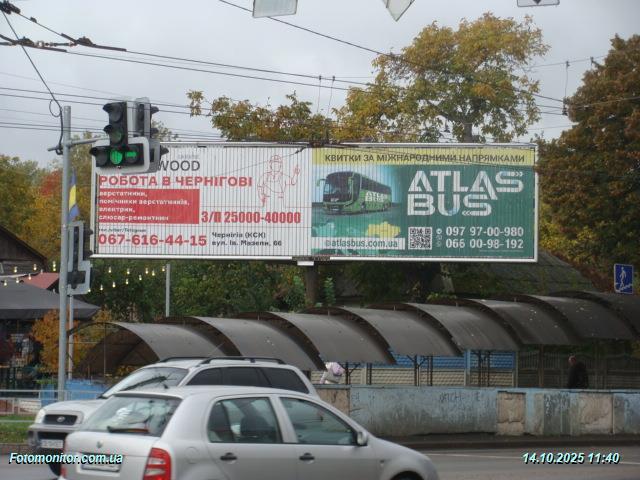 WOOD
РОБОТА В ЧЕРНІГОВІ
верстатники,
помічники верстатників,
електрик,
слюсар-ремонтник
З/П 25000-40000
067-616-44-15
Чернігів (КСК)
вул. Ів. Мазепи, 66
КВИТКИ ЗА МІЖНАРОДНИМИ НАПРЯМКАМИ
ATLAS
BUS
atlasbus.com.ua
097 97-00-980
066 00-98-192
Fotomonitor.com.ua
14.10.2025 11:40